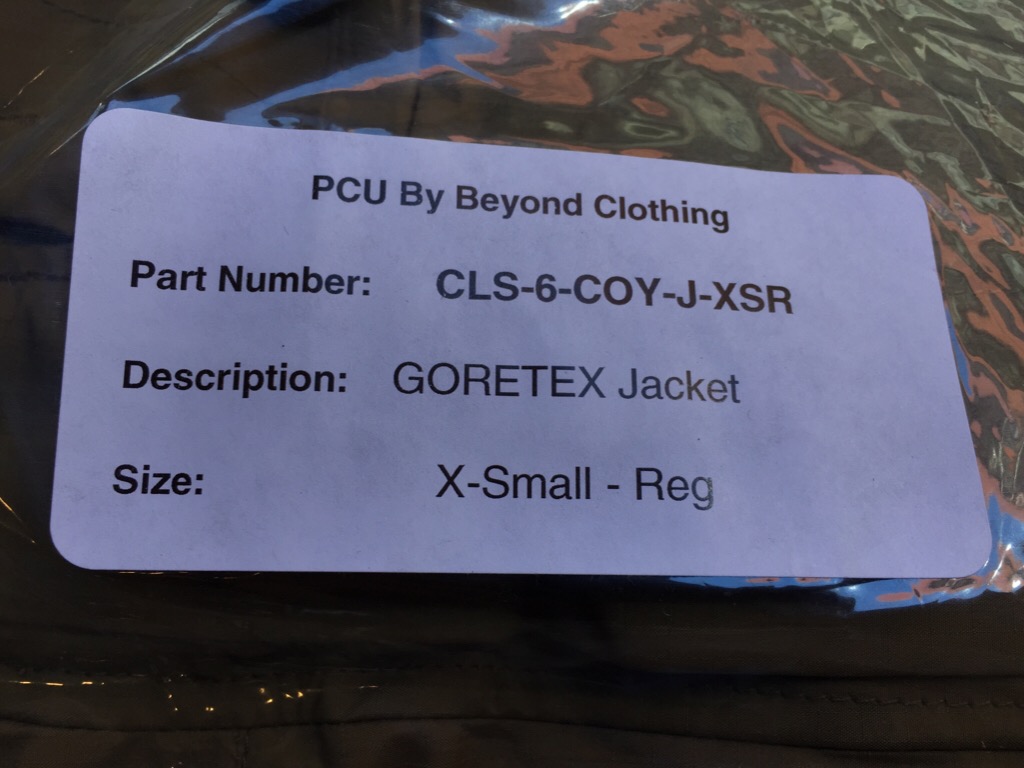 PCU By Beyond Clothing
Part Number: CLS-6-COY-J-XSR
Description: GORETEX Jacket
Size: X-Small - Reg